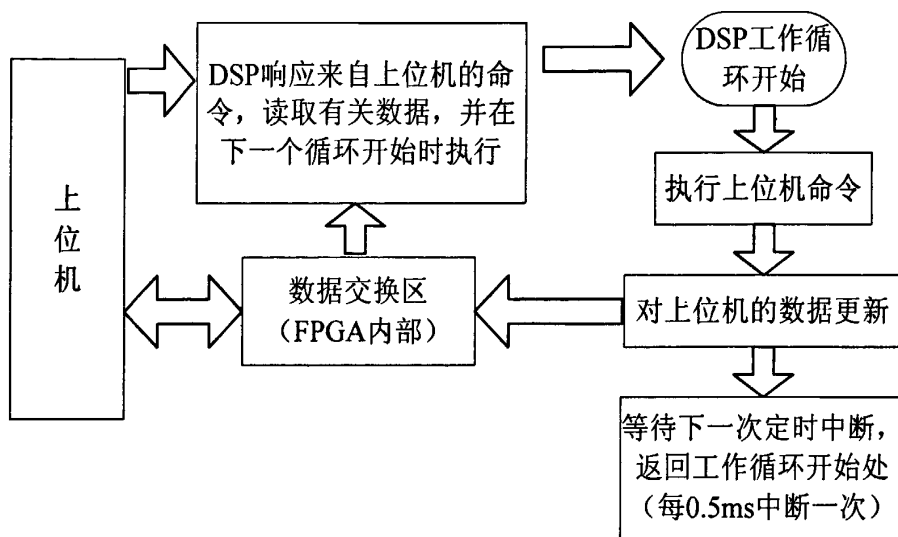 上
位
机
DSP响应来自上位机的命
令，读取有关数据，并在
下一个循环开始时执行
DSP工作循
环开始
执行上位机命令
数据交换区
（FPGA内部）
对上位机的数据更新
等待下一次定时中断，
返回工作循环开始处
（每0.5ms中断一次）